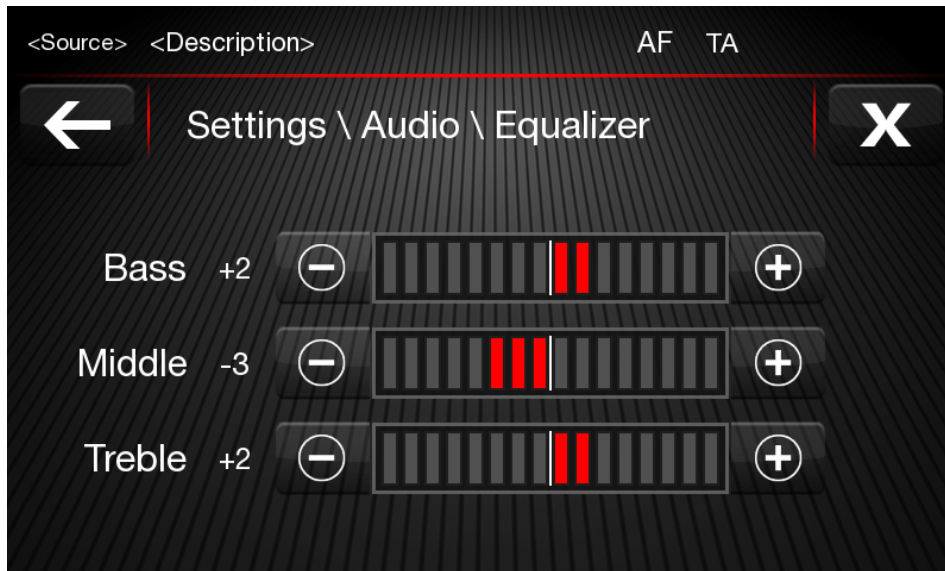 <Source> <Description> AF TA
Settings \ Audio \ Equalizer X
Bass +2
Middle -3
Treble +2